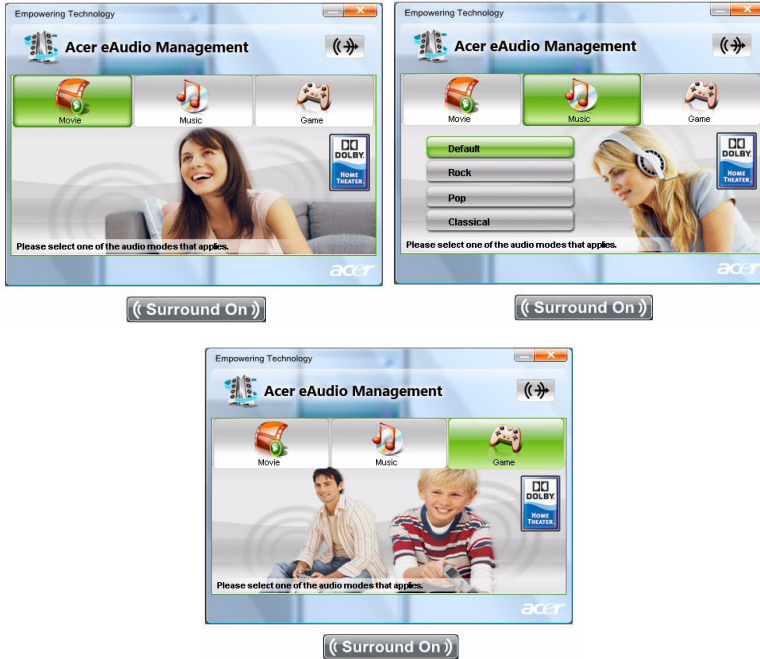 Empowering Technology
Acer eAudio Management
Movie
Music
Game
DOLBY
HOME THEATER
Please select one of the audio modes that applies.
acer
(( Surround On ))
Empowering Technology
Acer eAudio Management
Movie
Music
Game
Default
Rock
Pop
Classical
DOLBY
HOME THEATER
Please select one of the audio modes that applies.
acer
(( Surround On ))
Empowering Technology
Acer eAudio Management
Movie
Music
Game
DOLBY
HOME THEATER
Please select one of the audio modes that applies.
acer
(( Surround On ))